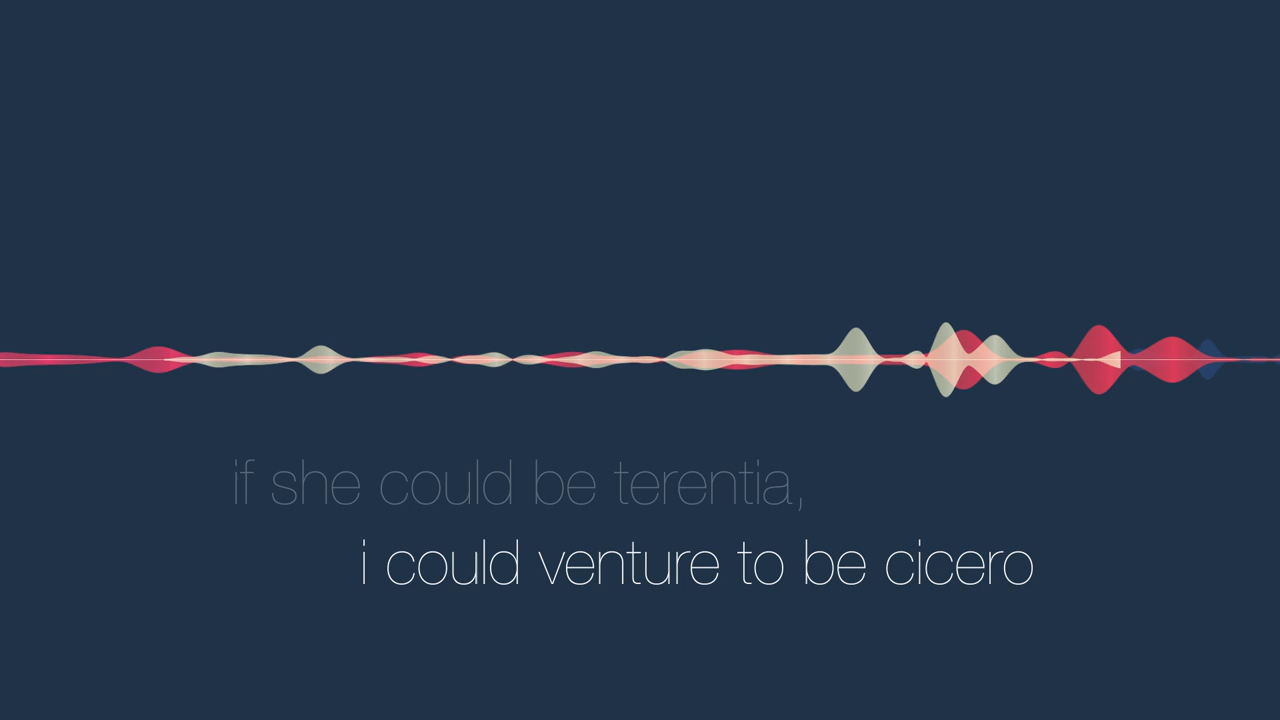 if she could be terentia,
i could venture to be cicero